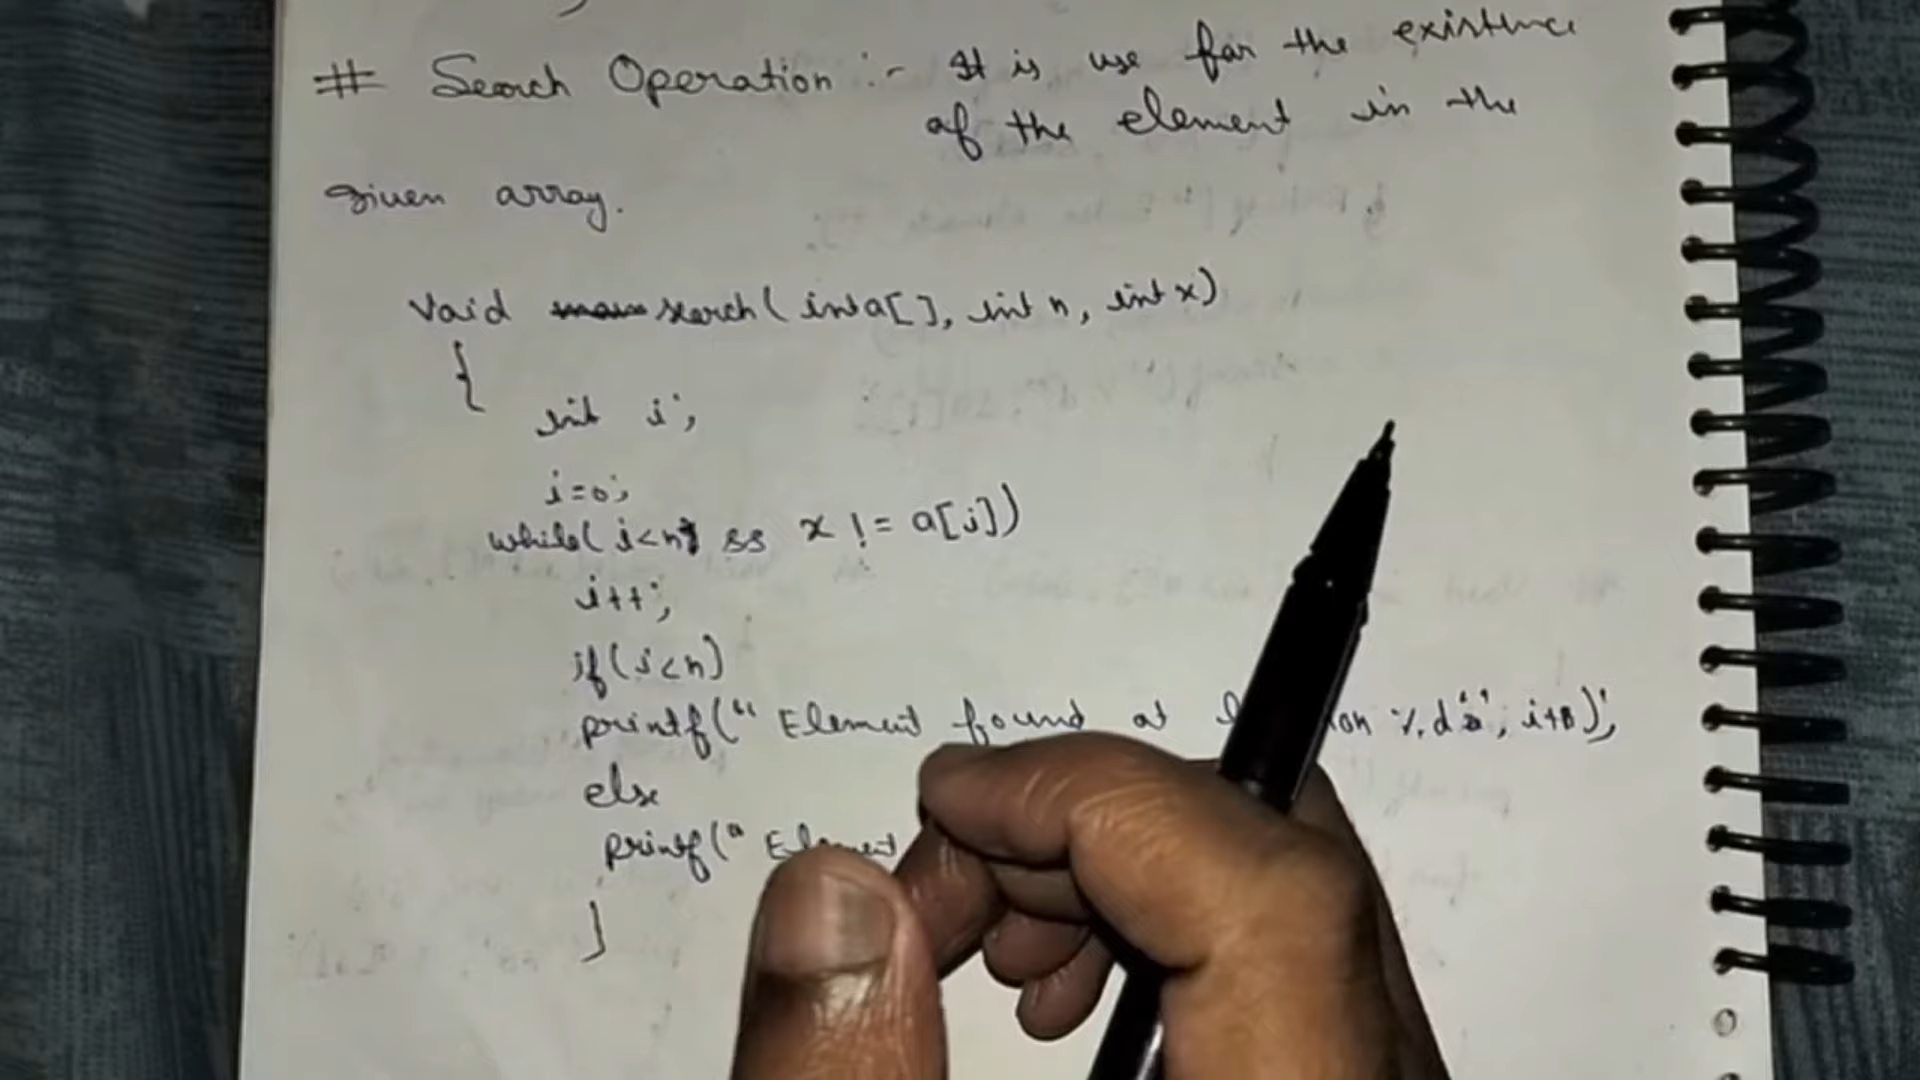 # Search Operation :- It is use for the existence
of the element in the
given array.
void search( int a[], int n, int x)
{
int i;
i=0;
while( i<n && x != a[i])
i++;
if(i<n)
printf(" Element found at %d", i+1);
else
printf(" Element
}